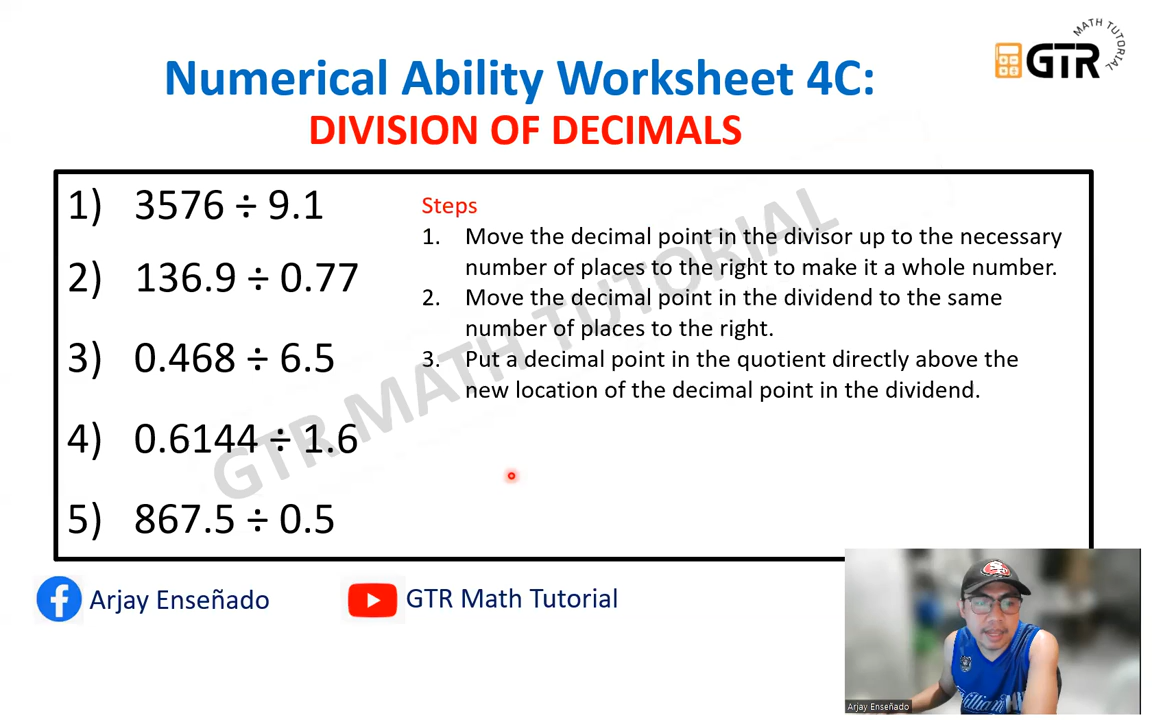 MATH TUTORIAL
GTR
Numerical Ability Worksheet 4C:
DIVISION OF DECIMALS
1) 3576 ÷ 9.1
2) 136.9 ÷ 0.77
3) 0.468 ÷ 6.5
4) 0.6144 ÷ 1.6
5) 867.5 ÷ 0.5
Steps
1. Move the decimal point in the divisor up to the necessary
number of places to the right to make it a whole number.
2. Move the decimal point in the dividend to the same
number of places to the right.
3. Put a decimal point in the quotient directly above the
new location of the decimal point in the dividend.
GTR MATH TUTORIAL
Arjay Enseñado
GTR Math Tutorial
Arjay Enseñado